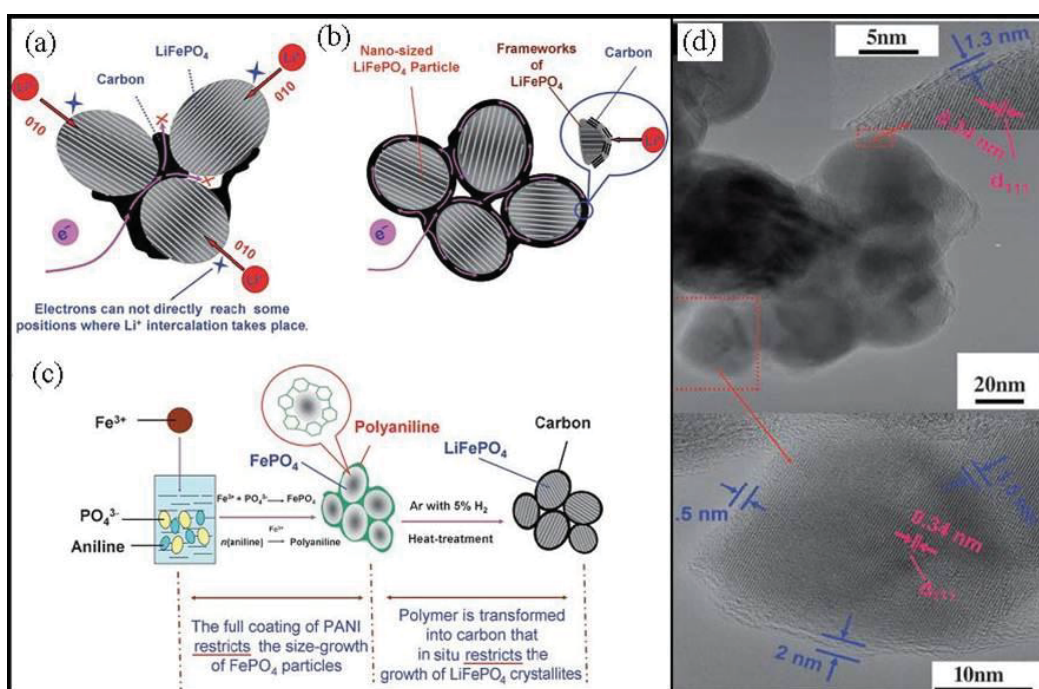 (a)
LiFePO₄
Carbon
Li⁺
010
Li⁺
010
e⁻
010
Li⁺
Electrons can not directly reach some
positions where Li⁺ intercalation takes place.
(b)
Nano-sized
LiFePO₄ Particle
Frameworks
of
LiFePO₄
Carbon
Li⁺
e⁻
(c)
Fe³⁺
PO₄³⁻
Aniline
Fe³⁺ + PO₄³⁻ → FePO₄
Fe³⁺
n(aniline) → Polyaniline
FePO₄
Polyaniline
Ar with 5% H₂
Heat-treatment
LiFePO₄
Carbon
The full coating of PANI
restricts the size-growth
of FePO₄ particles
Polymer is transformed
into carbon that
in situ restricts the
growth of LiFePO₄ crystallites
(d)
5nm
1.3 nm
0.34 nm
d₁₁₁
20nm
.5 nm
0.34 nm
d₁₁₁
2 nm
10nm